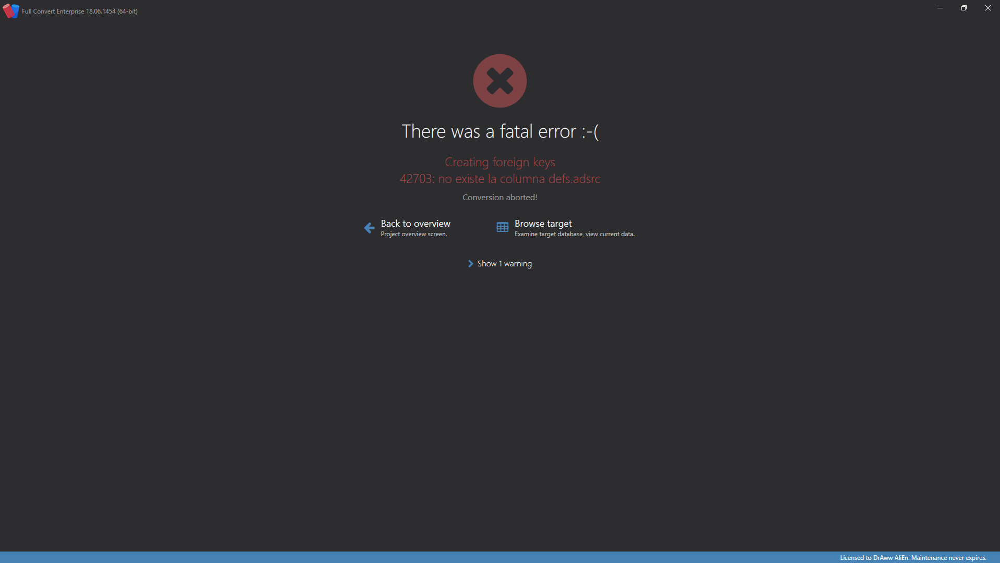 Full Convert Enterprise 18.06.1454 (64-bit)
There was a fatal error :-(
Creating foreign keys
42703: no existe la columna defs.adsrc
Conversion aborted!
Back to overview
Project overview screen.
Browse target
Examine target database, view current data.
Show 1 warning
Licensed to DrAww AliEn. Maintenance never expires.